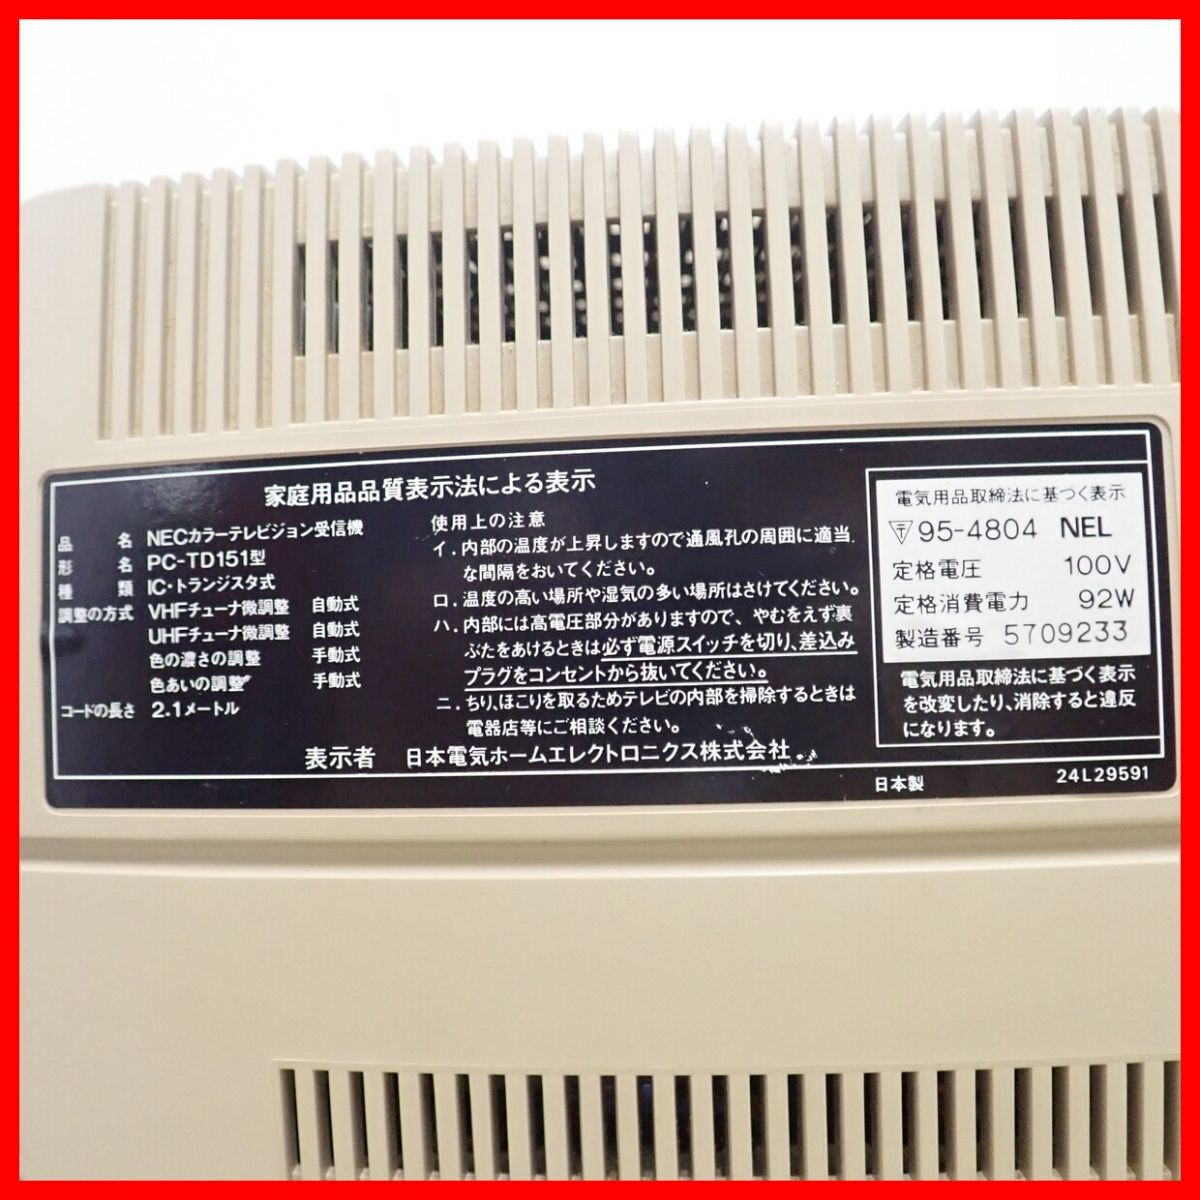 家庭用品品質表示法による表示
品名 NECカラーテレビジョン受信機
形名 PC-TD151型
種類 IC・トランジスタ式
調整の方式 VHFチューナ微調整 自動式
UHFチューナ微調整 自動式
色の濃さの調整 手動式
色あいの調整 手動式
コードの長さ 2.1メートル
使用上の注意
イ.内部の温度が上昇しますので通風孔の周囲に適当
な間隔をおいてください。
ロ.温度の高い場所や湿気の多い場所はさけてください。
ハ.内部には高電圧部分がありますので、やむをえず裏
ぶたをあけるときは必ず電源スイッチを切り、差込み
プラグをコンセントから抜いてください。
ニ.ちり、ほこりを取るためテレビの内部を掃除するときは
電器店等にご相談ください。
表示者 日本電気ホームエレクトロニクス株式会社
電気用品取締法に基づく表示
〒95-4804 NEL
定格電圧 100V
定格消費電力 92W
製造番号 5709233
電気用品取締法に基づく表示
を改変したり、消除すると違反
になります。
日本製 24L29591